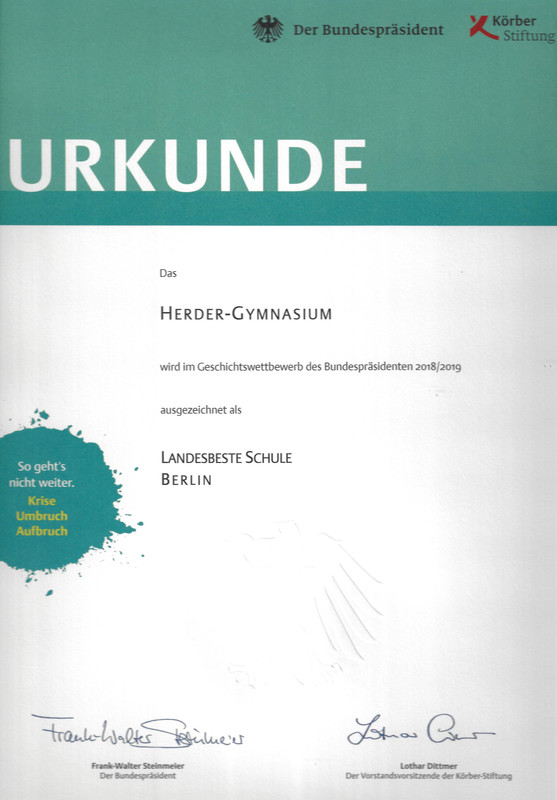 Der Bundespräsident
Körber
Stiftung
URKUNDE
Das
HERDER-GYMNASIUM
wird im Geschichtswettbewerb des Bundespräsidenten 2018/2019
ausgezeichnet als
LANDESBESTE SCHULE
BERLIN
So geht's
nicht weiter.
Krise
Umbruch
Aufbruch
Frank-Walter Steinmeier
Frank-Walter Steinmeier
Der Bundespräsident
Lothar Dittmer
Der Vorstandsvorsitzende der Körber-Stiftung